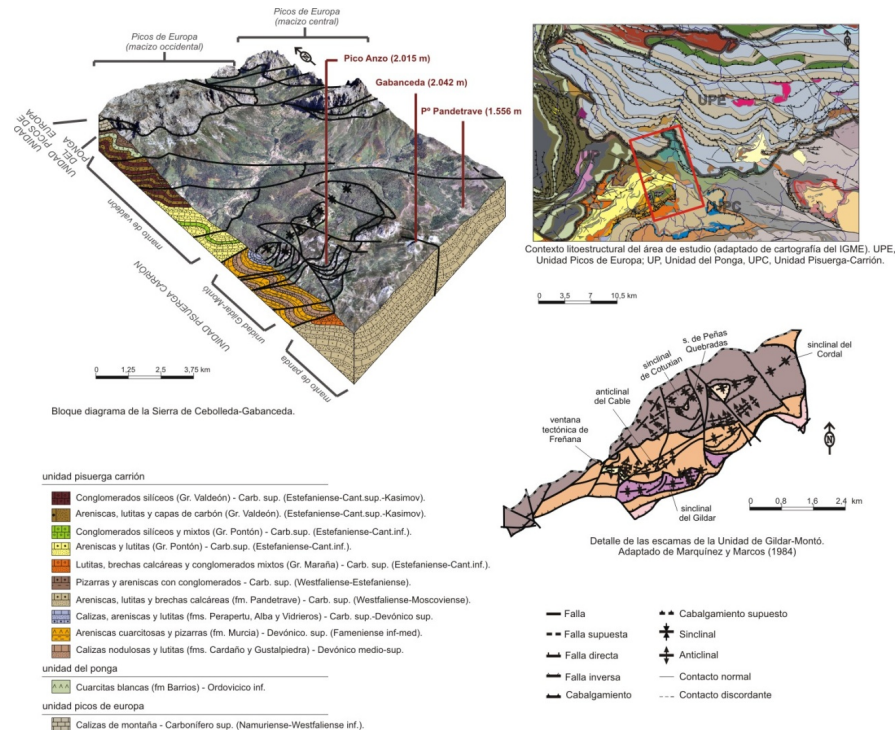 Picos de Europa
(macizo central)
Picos de Europa
(macizo occidental)
Pico Anzo (2.015 m)
Gabanceda (2.042 m)
Pº Pandetrave (1.556 m
UNIDAD PICOS DE EUROPA
UNIDAD DEL PONGA
manto de valdeón
UNIDAD PISUERGA CARRIÓN
unidad Gildar-Montó
manto de panda
0 1,25 2,5 3,75 km
Bloque diagrama de la Sierra de Cebolleda-Gabanceda.
UPE
UP
UPC
N
Contexto litoestructural del área de estudio (adaptado de cartografía del IGME). UPE,
Unidad Picos de Europa; UP, Unidad del Ponga, UPC, Unidad Pisuerga-Carrión.
0 3,5 7 10,5 km
sinclinal del
Cordal
s. de Peñas
Quebradas
sinclinal
de Cotuxian
anticlinal
del Cable
ventana
tectónica de
Freñana
sinclinal
del Gildar
N
0 0,8 1,6 2,4 km
Detalle de las escamas de la Unidad de Gildar-Montó.
Adaptado de Marquínez y Marcos (1984)
unidad pisuerga carrión
Conglomerados silíceos (Gr. Valdeón) - Carb. sup. (Estefaniense-Cant.sup.-Kasimov).
Areniscas, lutitas y capas de carbón (Gr. Valdeón). (Estefaniense-Cant.sup.-Kasimov).
Conglomerados silíceos y mixtos (Gr. Pontón) - Carb.sup. (Estefaniense-Cant.inf.).
Areniscas y lutitas (Gr. Pontón) - Carb.sup. (Estefaniense-Cant.inf.).
Lutitas, brechas calcáreas y conglomerados mixtos (Gr. Maraña) - Carb. sup. (Estefaniense-Cant.inf.).
Pizarras y areniscas con conglomerados - Carb. sup. (Westfaliense-Estefaniense).
Areniscas, lutitas y brechas calcáreas (fm. Pandetrave) - Carb. sup. (Westfaliense-Moscoviense).
Calizas, areniscas y lutitas (fms. Perapertu, Alba y Vidrieros) - Carb. sup.-Devónico sup.
Areniscas cuarcitosas y pizarras (fm. Murcia) - Devónico. sup. (Fameniense inf-med).
Calizas nodulosas y lutitas (fms. Cardaño y Gustalpiedra) - Devónico medio-sup.
unidad del ponga
Cuarcitas blancas (fm Barrios) - Ordovicico inf.
unidad picos de europa
Calizas de montaña - Carbonífero sup. (Namuriense-Westfaliense inf.).
Falla
Falla supuesta
Falla directa
Falla inversa
Cabalgamiento
Cabalgamiento supuesto
Sinclinal
Anticlinal
Contacto normal
Contacto discordante